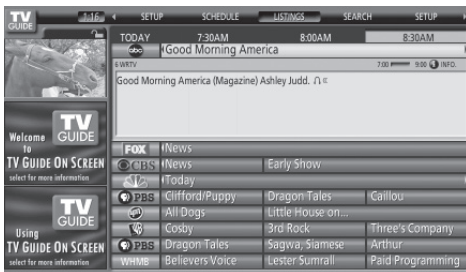 TV
GUIDE
1:16 SETUP SCHEDULE LISTINGS SEARCH SETUP
TODAY 7:30AM 8:00AM 8:30AM
abc Good Morning America
6 WRTV 7:00 9:00 INFO.
Good Morning America (Magazine) Ashley Judd.
TV
GUIDE
Welcome
to
TV GUIDE ON SCREEN
select for more information
TV
GUIDE
Using
TV GUIDE ON SCREEN
select for more information
FOX News
CBS News Early Show
Today
PBS Clifford/Puppy Dragon Tales Caillou
All Dogs Little House on...
Cosby 3rd Rock Three's Company
PBS Dragon Tales Sagwa, Siamese Arthur
WHMB Believers Voice Lester Sumrall Paid Programming